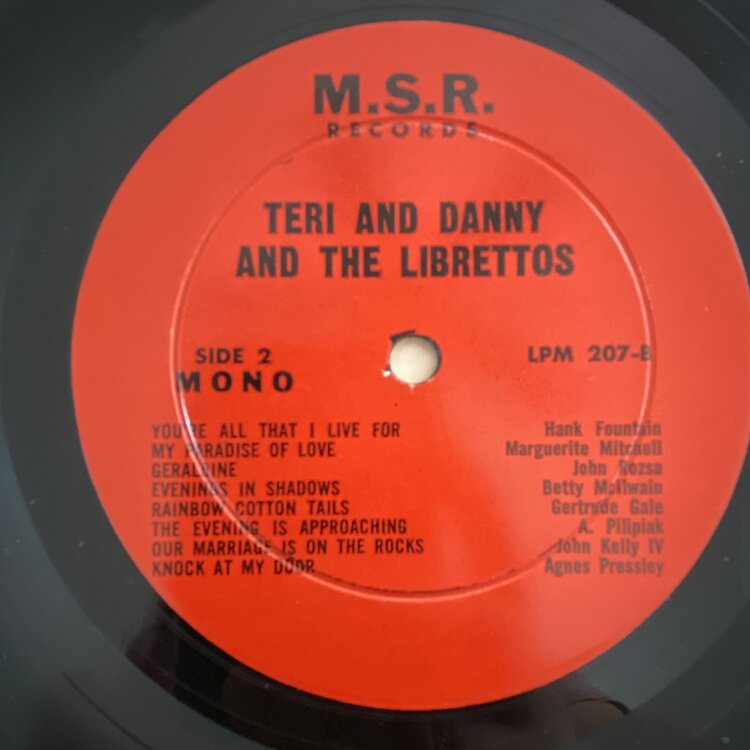 M.S.R.
RECORDS
TERI AND DANNY
AND THE LIBRETTOS
SIDE 2 LPM 207-B
MONO
YOU'RE ALL THAT I LIVE FOR Hank Fountain
MY PARADISE OF LOVE Marguerite Mitchell
GERALDINE John Rozsa
EVENINGS IN SHADOWS Betty McIlwain
RAINBOW COTTON TAILS Gertrude Gale
THE EVENING IS APPROACHING A. Pilipiak
OUR MARRIAGE IS ON THE ROCKS John Kelly IV
KNOCK AT MY DOOR Agnes Pressley